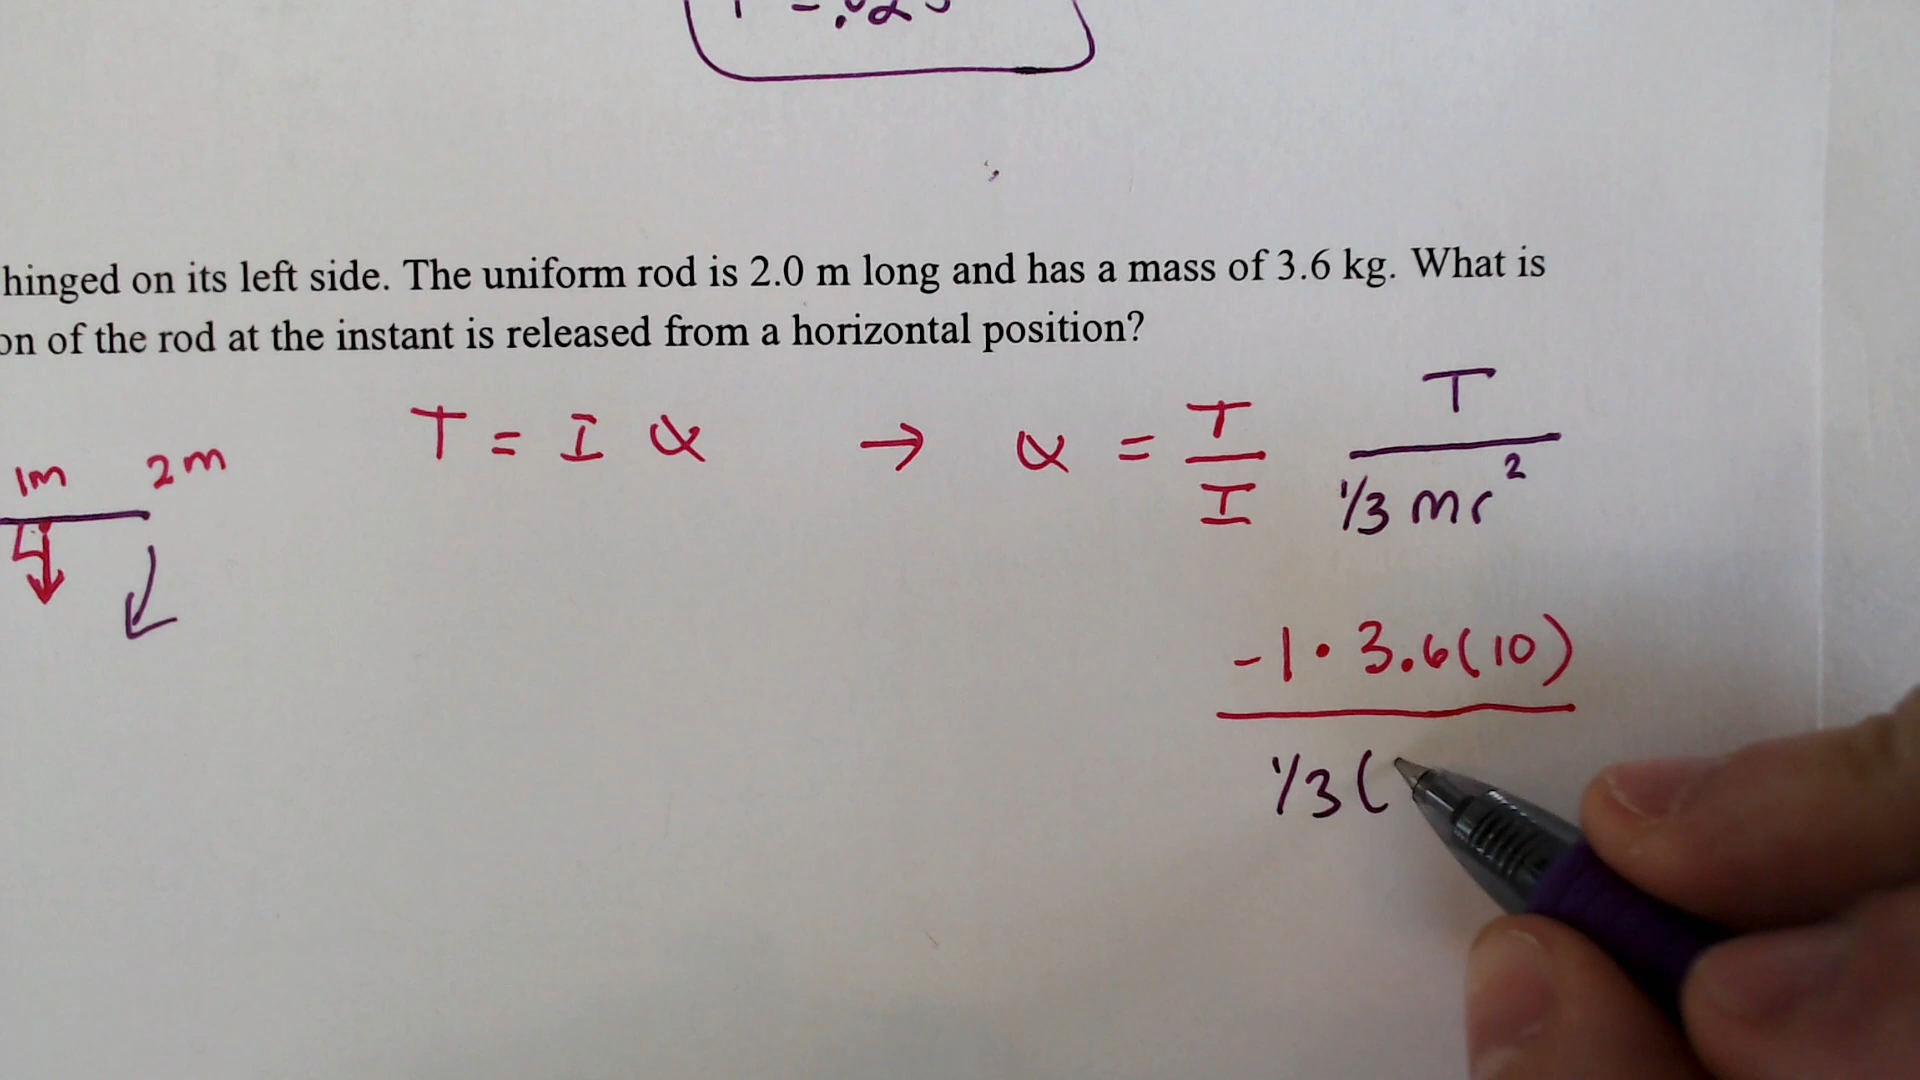 hinged on its left side. The uniform rod is 2.0 m long and has a mass of 3.6 kg. What is
on of the rod at the instant is released from a horizontal position?
1m 2m
T = I α → α = T/I T/(1/3 mr²)
-1 · 3.6(10)
1/3(